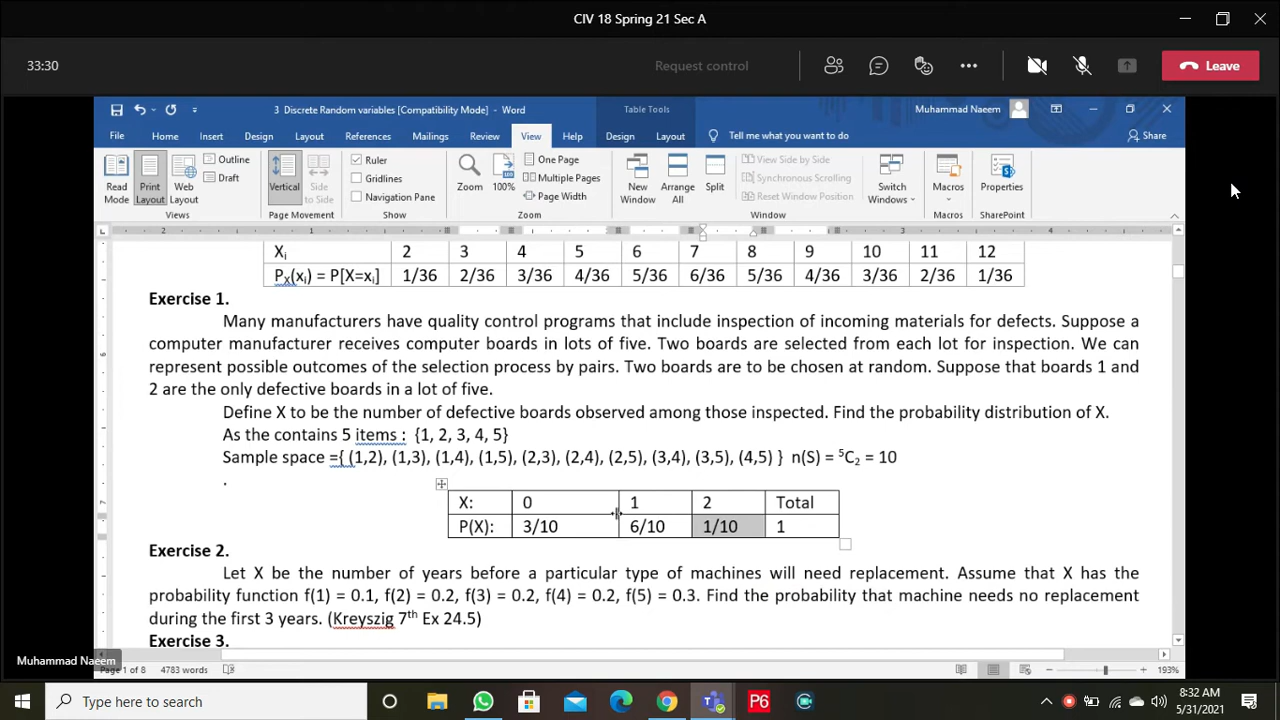 CIV 18 Spring 21 Sec A
33:30
Request control
Leave
3 Discrete Random variables [Compatibility Mode] - Word
Table Tools
Muhammad Naeem
File Home Insert Design Layout References Mailings Review View Help Design Layout Tell me what you want to do Share
Read Mode
Print Layout
Web Layout
Outline
Draft
Views
Vertical
Side to Side
Page Movement
Ruler
Gridlines
Navigation Pane
Show
Zoom
100%
One Page
Multiple Pages
Page Width
Zoom
New Window
Arrange All
Split
View Side by Side
Synchronous Scrolling
Reset Window Position
Window
Switch Windows
Macros
Macros
Properties
SharePoint
2 1 1 2 3 4
Xi 2 3 4 5 6 7 8 9 10 11 12
PX(xi) = P[X=xi] 1/36 2/36 3/36 4/36 5/36 6/36 5/36 4/36 3/36 2/36 1/36
Exercise 1.
Many manufacturers have quality control programs that include inspection of incoming materials for defects. Suppose a
computer manufacturer receives computer boards in lots of five. Two boards are selected from each lot for inspection. We can
represent possible outcomes of the selection process by pairs. Two boards are to be chosen at random. Suppose that boards 1 and
2 are the only defective boards in a lot of five.
Define X to be the number of defective boards observed among those inspected. Find the probability distribution of X.
As the contains 5 items : {1, 2, 3, 4, 5}
Sample space ={ (1,2), (1,3), (1,4), (1,5), (2,3), (2,4), (2,5), (3,4), (3,5), (4,5) } n(S) = ⁵C₂ = 10
.
X: 0 1 2 Total
P(X): 3/10 6/10 1/10 1
Exercise 2.
Let X be the number of years before a particular type of machines will need replacement. Assume that X has the
probability function f(1) = 0.1, f(2) = 0.2, f(3) = 0.2, f(4) = 0.2, f(5) = 0.3. Find the probability that machine needs no replacement
during the first 3 years. (Kreyszig 7th Ex 24.5)
Exercise 3.
Muhammad Naeem
Page 1 of 8 4783 words
193%
Type here to search
P6
8:32 AM
5/31/2021